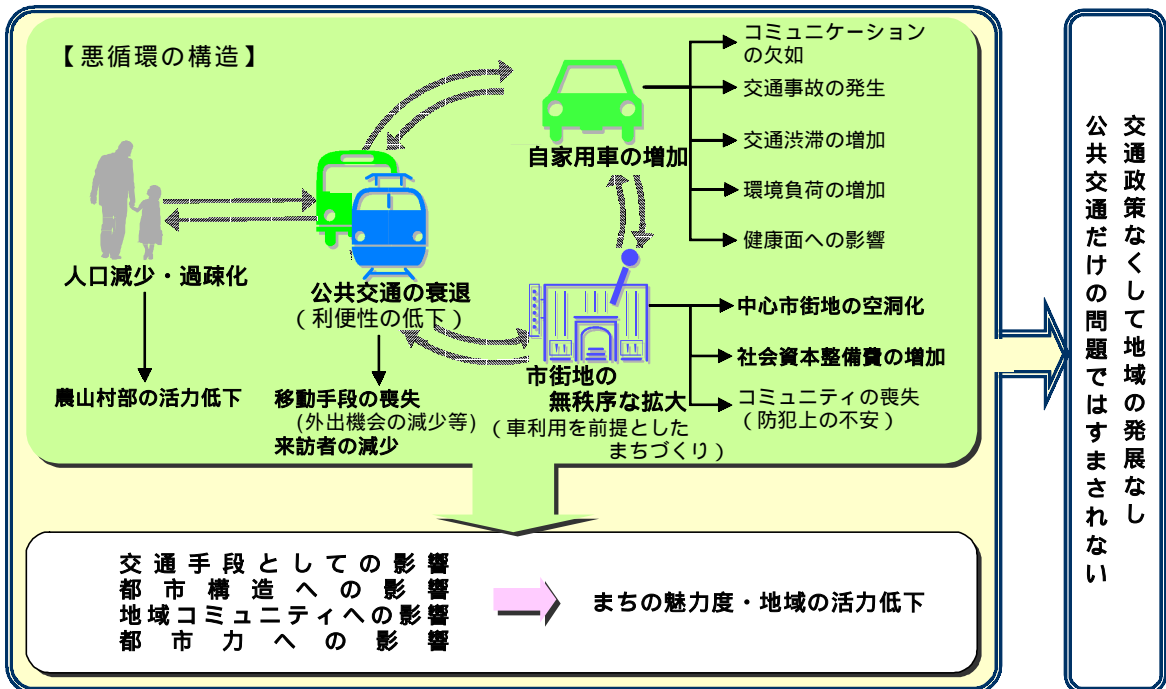 【悪循環の構造】
コミュニケーション
の欠如
交通事故の発生
自家用車の増加
交通渋滞の増加
環境負荷の増加
健康面への影響
人口減少・過疎化
公共交通の衰退
（利便性の低下）
中心市街地の空洞化
社会資本整備費の増加
コミュニティの喪失
（防犯上の不安）
市街地の
無秩序な拡大
（車利用を前提とした
まちづくり）
農山村部の活力低下
移動手段の喪失
(外出機会の減少等)
来訪者の減少
交通手段としての影響
都市構造への影響
地域コミュニティへの影響
都市力への影響
まちの魅力度・地域の活力低下
交通政策なくして地域の発展なし
公共交通だけの問題ではすまされない